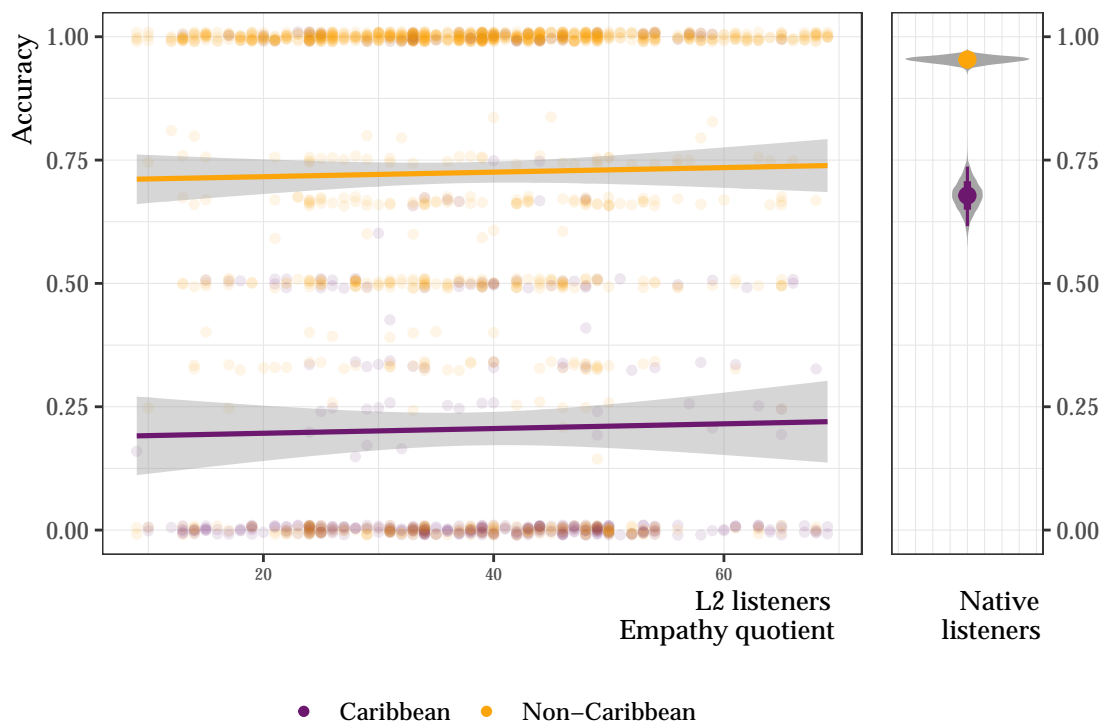 Accuracy
1.00
0.75
0.50
0.25
0.00
20
40
60
L2 listeners
Empathy quotient
1.00
0.75
0.50
0.25
0.00
Native
listeners
Caribbean
Non−Caribbean